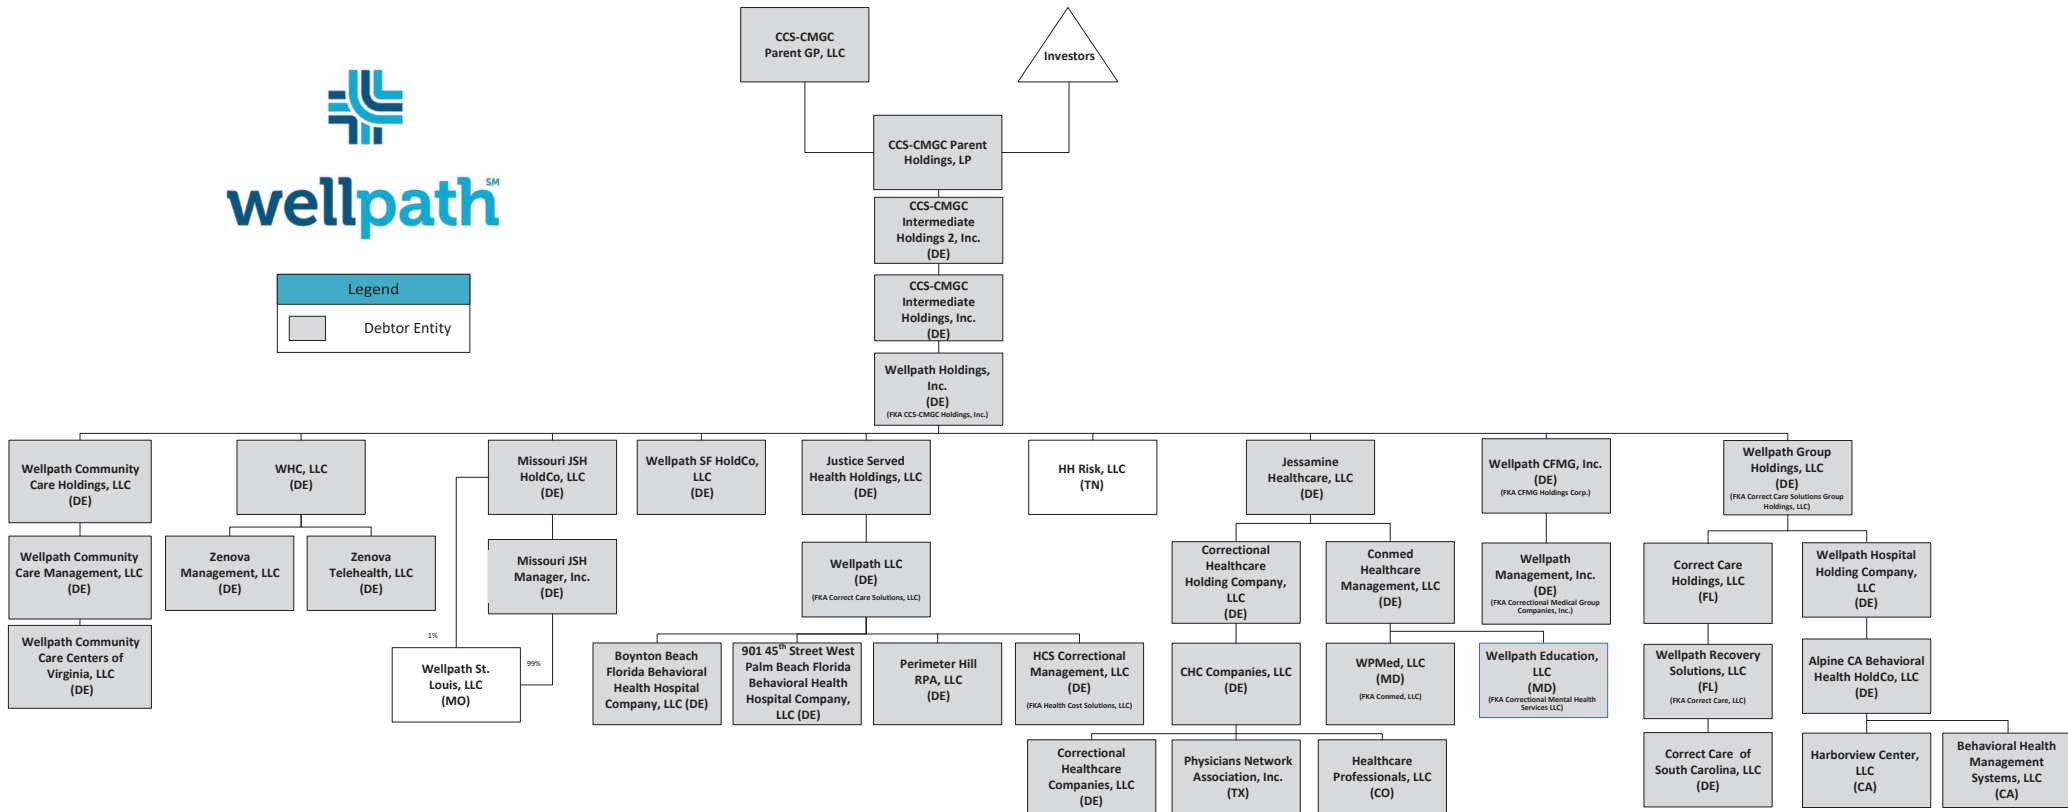 CCS-CMGC
Parent GP, LLC
Investors
wellpath℠
CCS-CMGC Parent
Holdings, LP
CCS-CMGC
Intermediate
Holdings 2, Inc.
(DE)
Legend
Debtor Entity
CCS-CMGC
Intermediate
Holdings, Inc.
(DE)
Wellpath Holdings,
Inc.
(DE)
(FKA CCS-CMGC Holdings, Inc.)
Wellpath Community
Care Holdings, LLC
(DE)
WHC, LLC
(DE)
Missouri JSH
HoldCo, LLC
(DE)
Wellpath SF HoldCo,
LLC
(DE)
Justice Served
Health Holdings, LLC
(DE)
HH Risk, LLC
(TN)
Jessamine
Healthcare, LLC
(DE)
Wellpath CFMG, Inc.
(DE)
(FKA CFMG Holdings Corp.)
Wellpath Group
Holdings, LLC
(DE)
(FKA Correct Care Solutions Group
Holdings, LLC)
Wellpath Community
Care Management, LLC
(DE)
Zenova
Management, LLC
(DE)
Zenova
Telehealth, LLC
(DE)
Missouri JSH
Manager, Inc.
(DE)
Wellpath LLC
(DE)
(FKA Correct Care Solutions, LLC)
Correctional
Healthcare
Holding Company,
LLC
(DE)
Conmed
Healthcare
Management, LLC
(DE)
Wellpath
Management, Inc.
(DE)
(FKA Correctional Medical Group
Companies, Inc.)
Correct Care
Holdings, LLC
(FL)
Wellpath Hospital
Holding Company,
LLC
(DE)
Wellpath Community
Care Centers of
Virginia, LLC
(DE)
1%
99%
Wellpath St.
Louis, LLC
(MO)
Boynton Beach
Florida Behavioral
Health Hospital
Company, LLC (DE)
901 45th Street West
Palm Beach Florida
Behavioral Health
Hospital Company,
LLC (DE)
Perimeter Hill
RPA, LLC
(DE)
HCS Correctional
Management, LLC
(DE)
(FKA Health Cost Solutions, LLC)
CHC Companies, LLC
(DE)
WPMed, LLC
(MD)
(FKA Conmed, LLC)
Wellpath Education,
LLC
(MD)
(FKA Correctional Mental Health
Services LLC)
Wellpath Recovery
Solutions, LLC
(FL)
(FKA Correct Care, LLC)
Alpine CA Behavioral
Health HoldCo, LLC
(DE)
Correctional
Healthcare
Companies, LLC
(DE)
Physicians Network
Association, Inc.
(TX)
Healthcare
Professionals, LLC
(CO)
Correct Care of
South Carolina, LLC
(DE)
Harborview Center,
LLC
(CA)
Behavioral Health
Management
Systems, LLC
(CA)